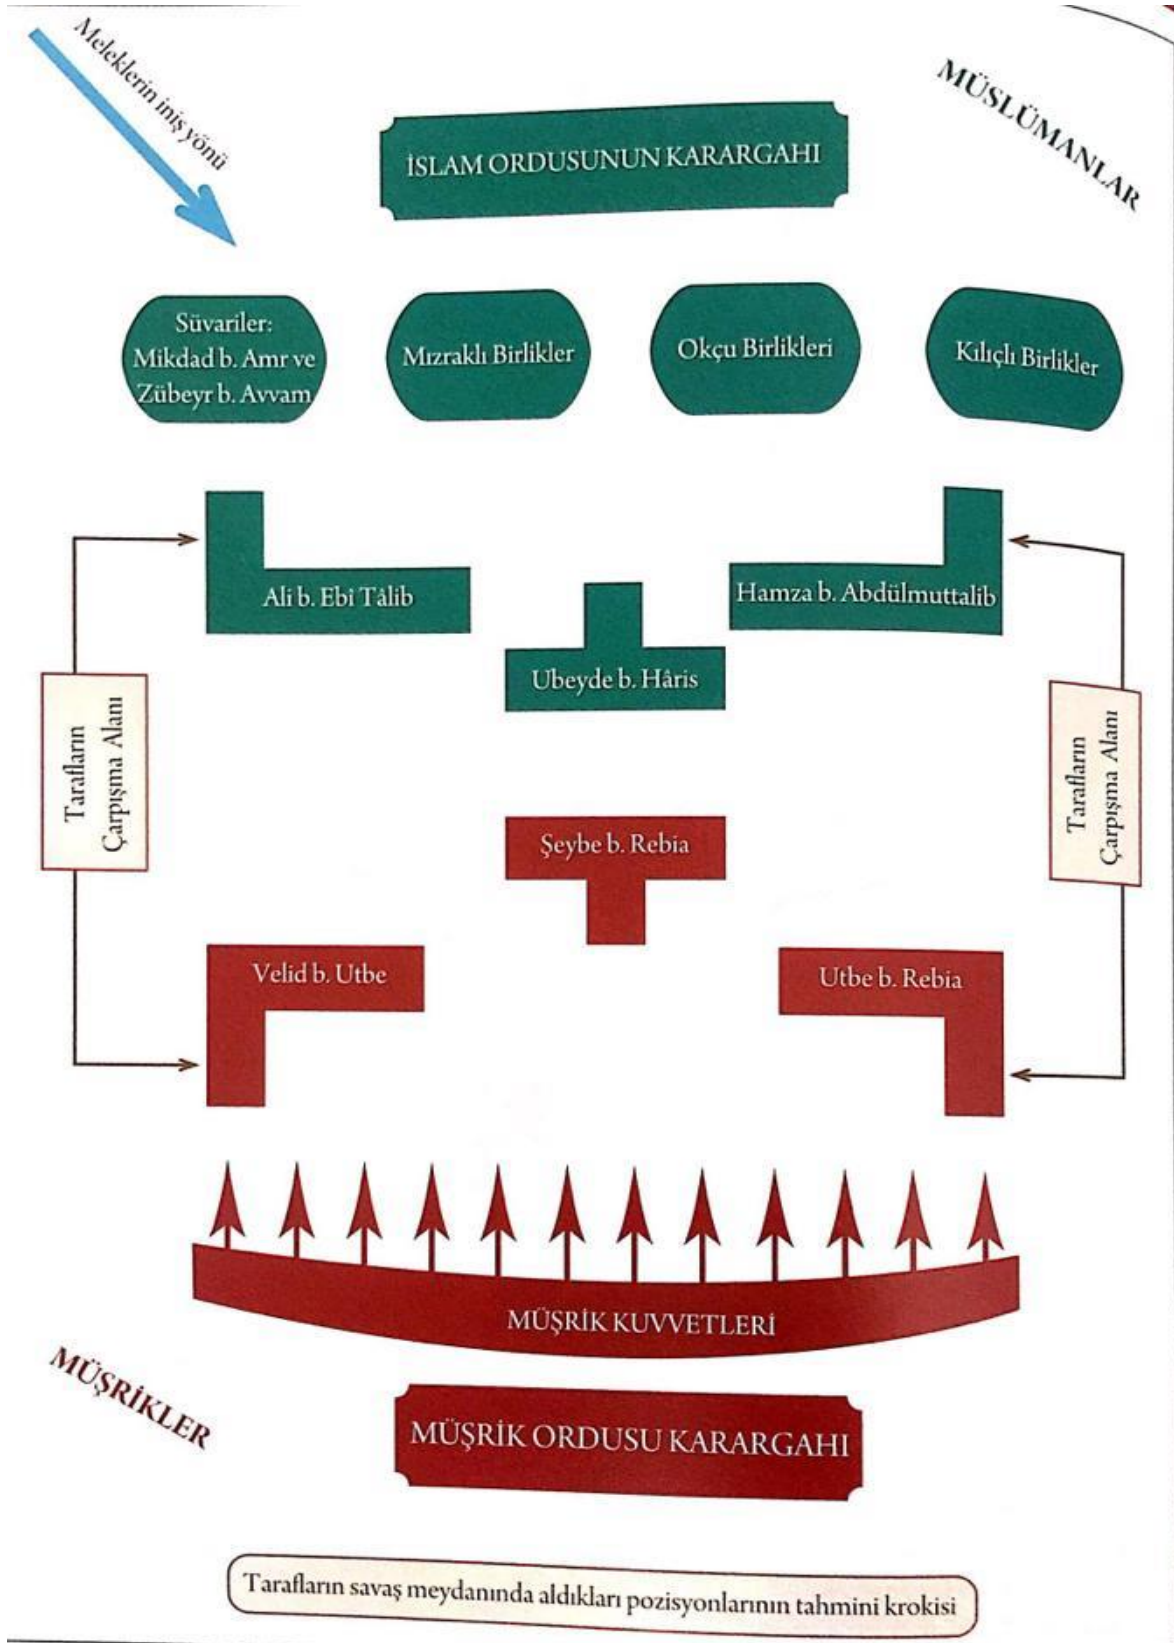 Meleklerin iniş yönü
MÜSLÜMANLAR
İSLAM ORDUSUNUN KARARGAHI
Süvariler:
Mikdad b. Amr ve
Zübeyr b. Avvam
Mızraklı Birlikler
Okçu Birlikleri
Kılıçlı Birlikler
Ali b. Ebî Tâlib
Hamza b. Abdülmuttalib
Ubeyde b. Hâris
Tarafların
Çarpışma Alanı
Tarafların
Çarpışma Alanı
Şeybe b. Rebia
Velid b. Utbe
Utbe b. Rebia
MÜŞRİK KUVVETLERİ
MÜŞRİKLER
MÜŞRİK ORDUSU KARARGAHI
Tarafların savaş meydanında aldıkları pozisyonlarının tahmini krokisi